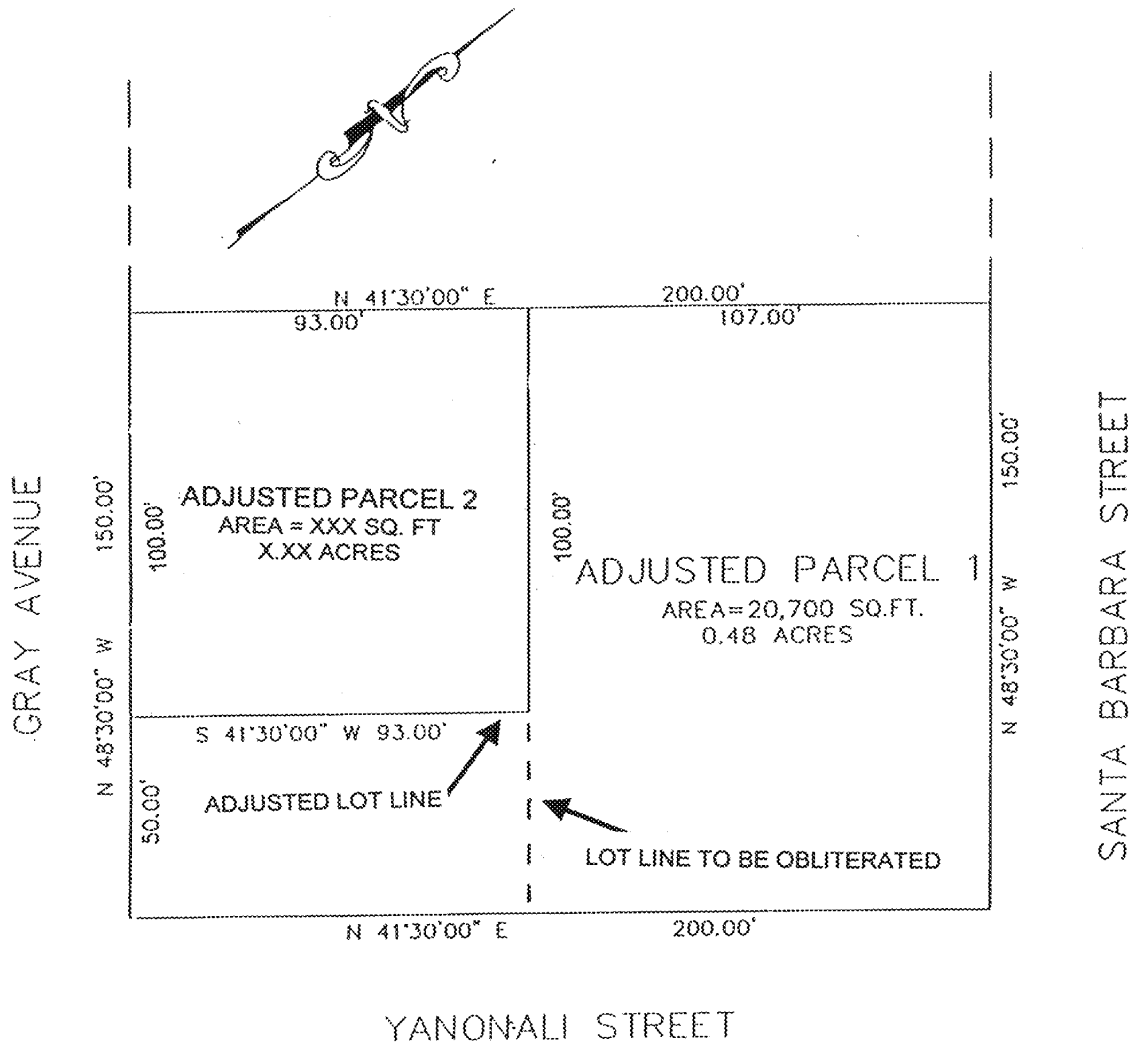 N 41°30'00" E 200.00'
93.00' 107.00'
GRAY AVENUE
N 48°30'00" W 150.00'
100.00'
ADJUSTED PARCEL 2
AREA = XXX SQ. FT
X.XX ACRES
100.00'
ADJUSTED PARCEL 1
AREA=20,700 SQ.FT.
0.48 ACRES
N 48°30'00" W 150.00'
SANTA BARBARA STREET
S 41°30'00" W 93.00'
50.00'
ADJUSTED LOT LINE
LOT LINE TO BE OBLITERATED
N 41°30'00" E 200.00'
YANONALI STREET